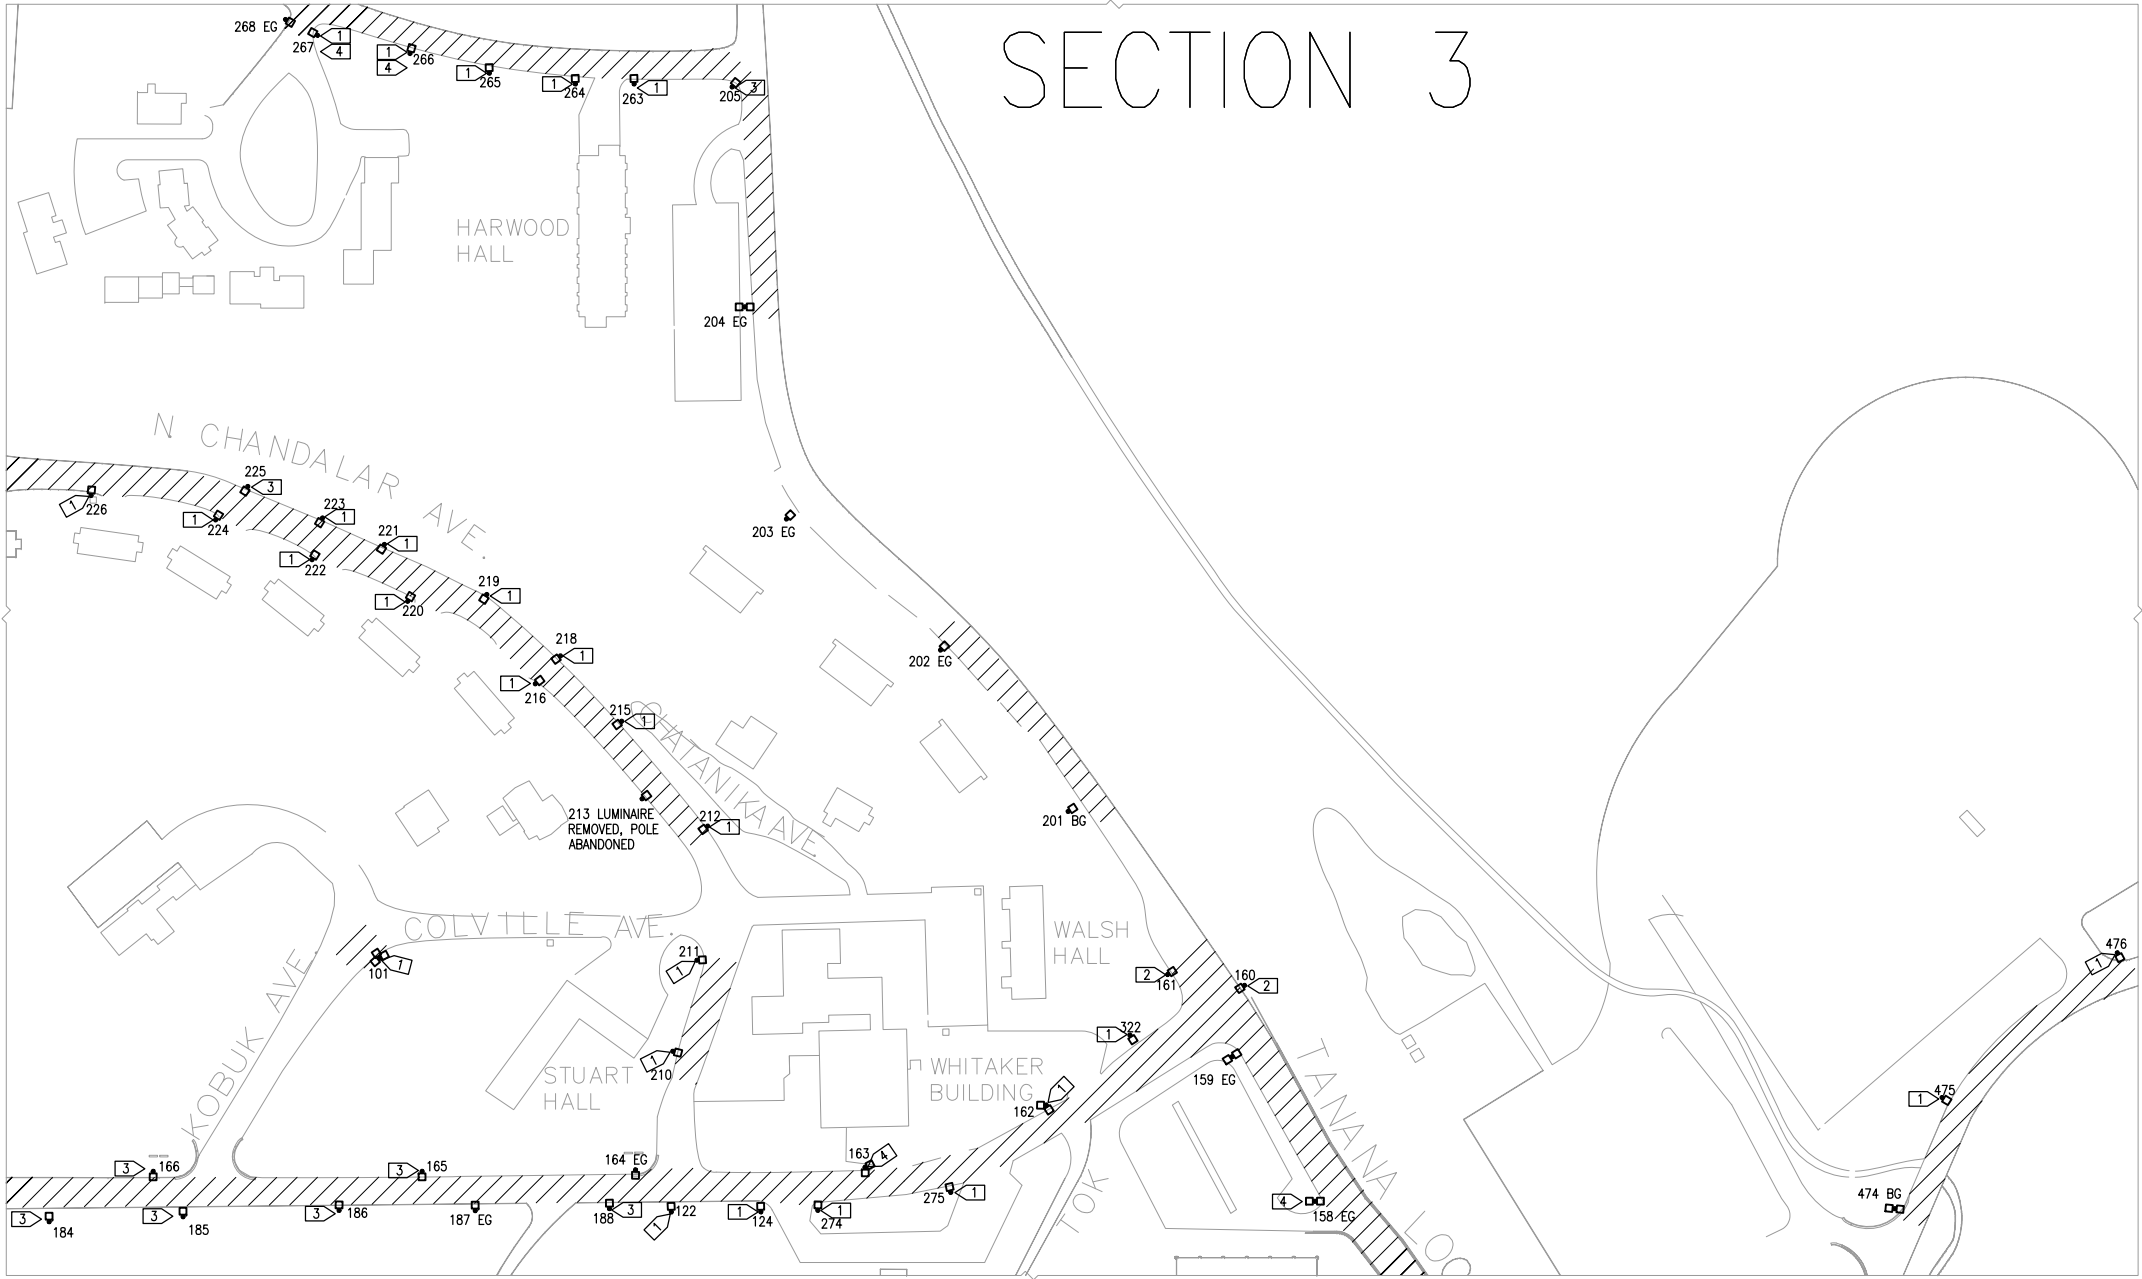 SECTION 3
268 EG
267
1
4
1
4
266
1
265
1
264
263
1
205
3
HARWOOD
HALL
204 EG
N CHANDALAR AVE.
225
3
1
226
1
224
223
1
1
222
221
1
1
220
219
1
203 EG
218
1
1
216
202 EG
215
1
CHATANIKA AVE.
213 LUMINAIRE
REMOVED, POLE
ABANDONED
212
1
201 BG
COLVILLE AVE.
101
1
KOBUK AVE.
211
1
WALSH
HALL
2
161
160
2
476
1
1
322
1
210
STUART
HALL
WHITAKER
BUILDING
159 EG
162
1
TANANA LOO
475
1
163
4
164 EG
3
166
3
165
275
1
TOK
4
158 EG
474 BG
3
184
3
185
3
186
187 EG
188
3
122
1
1
124
274
1